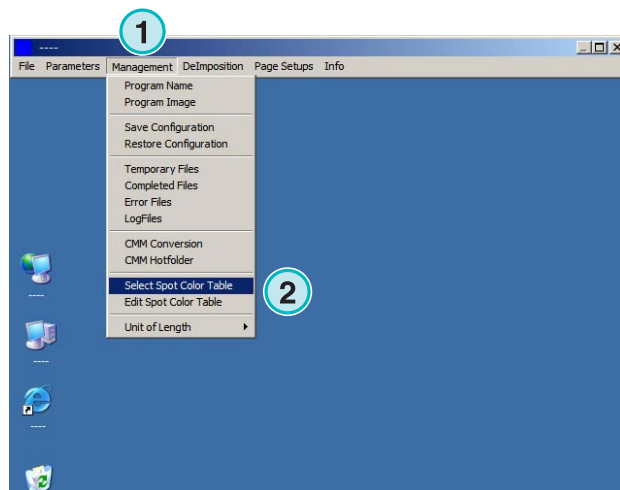 1
----
File Parameters Management DeImposition Page Setups Info
Program Name
Program Image
Save Configuration
Restore Configuration
Temporary Files
Completed Files
Error Files
LogFiles
CMM Conversion
CMM Hotfolder
Select Spot Color Table
2
Edit Spot Color Table
Unit of Length
----
----
----